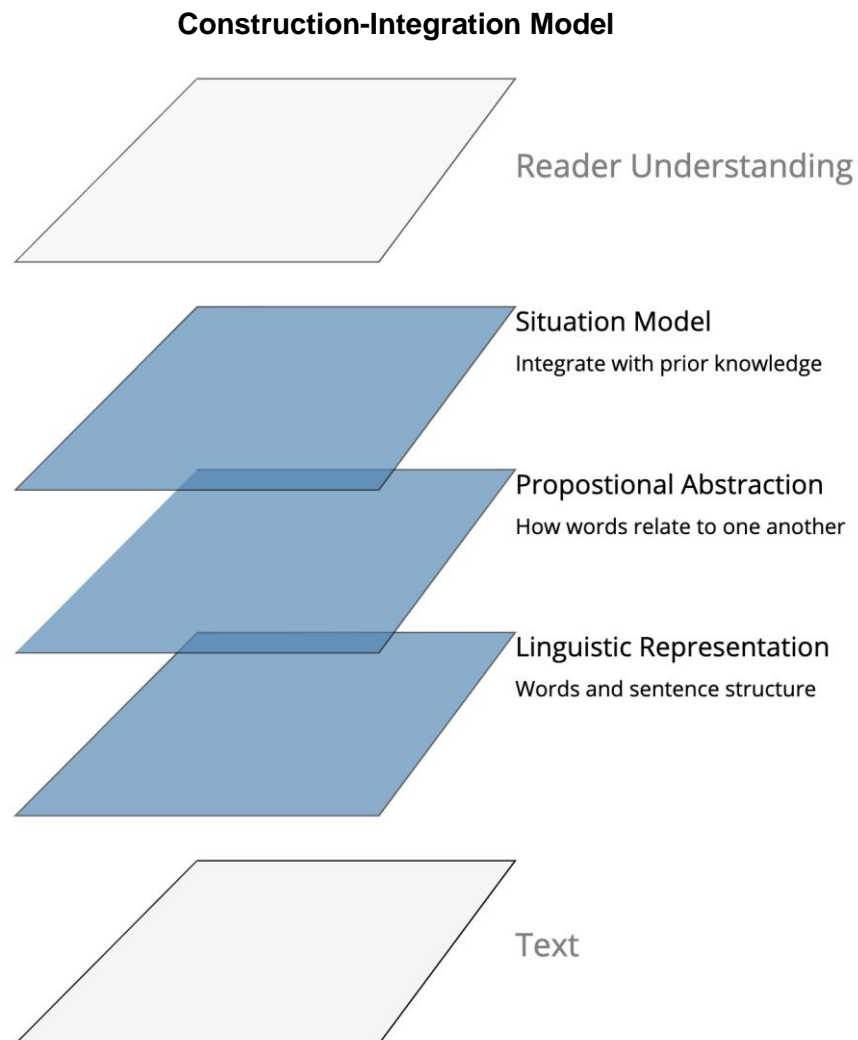 Construction-Integration Model
Reader Understanding
Situation Model
Integrate with prior knowledge
Propostional Abstraction
How words relate to one another
Linguistic Representation
Words and sentence structure
Text